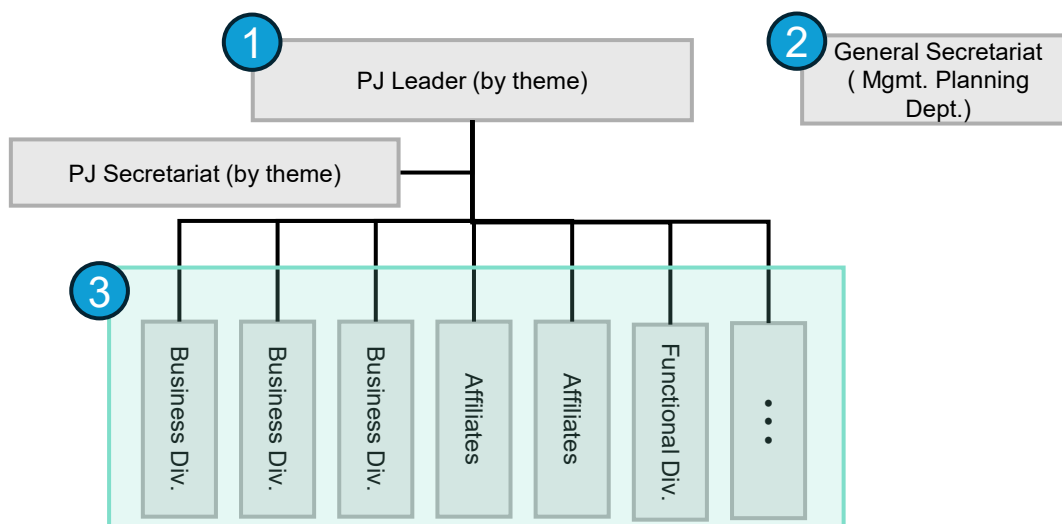 1
PJ Leader (by theme)
2
General Secretariat
( Mgmt. Planning
Dept.)
PJ Secretariat (by theme)
3
Business Div.
Business Div.
Business Div.
Affiliates
Affiliates
Functional Div.
…